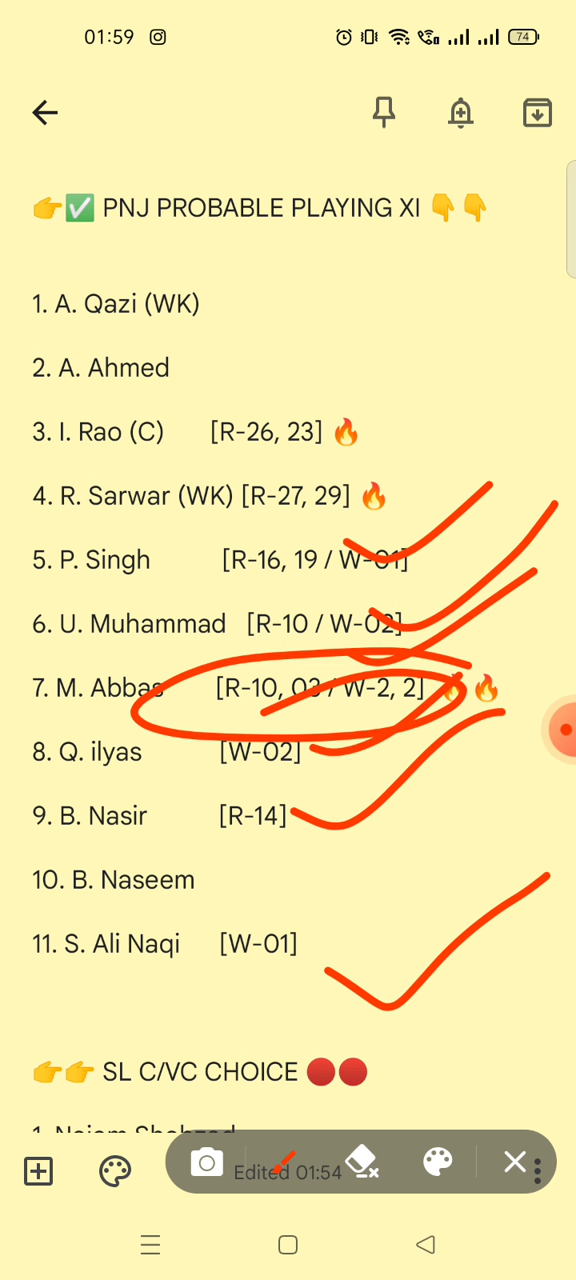 01:59
74
👉✅ PNJ PROBABLE PLAYING XI 👇👇
1. A. Qazi (WK)
2. A. Ahmed
3. I. Rao (C) [R-26, 23] 🔥
4. R. Sarwar (WK) [R-27, 29] 🔥
5. P. Singh [R-16, 19 / W-01]
6. U. Muhammad [R-10 / W-02]
7. M. Abbas [R-10, 03 / W-2, 2] 🔥🔥
8. Q. ilyas [W-02]
9. B. Nasir [R-14]
10. B. Naseem
11. S. Ali Naqi [W-01]
👉👉 SL C/VC CHOICE 🔴🔴
Edited 01:54